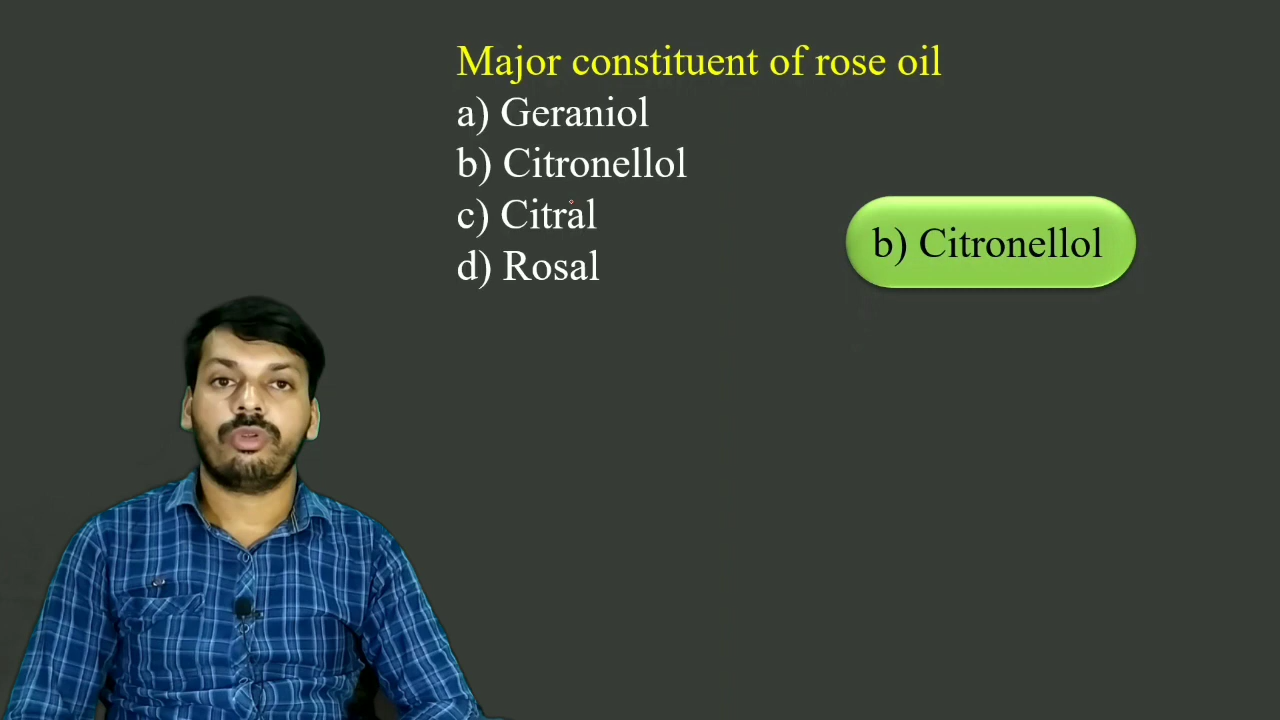 Major constituent of rose oil
a) Geraniol
b) Citronellol
c) Citral
d) Rosal
b) Citronellol